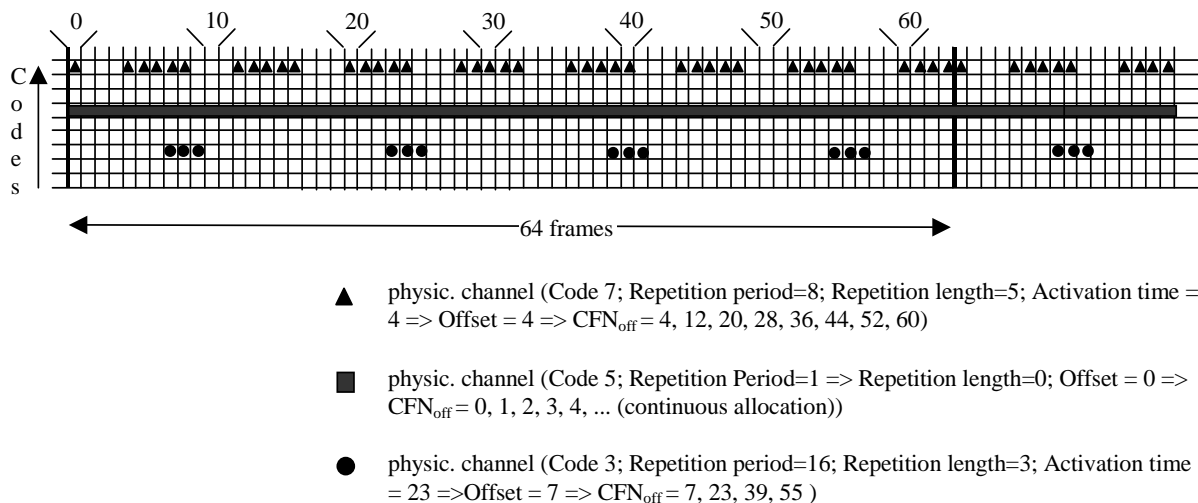 0 10 20 30 40 50 60
C
o
d
e
s
64 frames
physic. channel (Code 7; Repetition period=8; Repetition length=5; Activation time =
4 => Offset = 4 => CFNoff = 4, 12, 20, 28, 36, 44, 52, 60)
physic. channel (Code 5; Repetition Period=1 => Repetition length=0; Offset = 0 =>
CFNoff = 0, 1, 2, 3, 4, ... (continuous allocation))
physic. channel (Code 3; Repetition period=16; Repetition length=3; Activation time
= 23 =>Offset = 7 => CFNoff = 7, 23, 39, 55 )